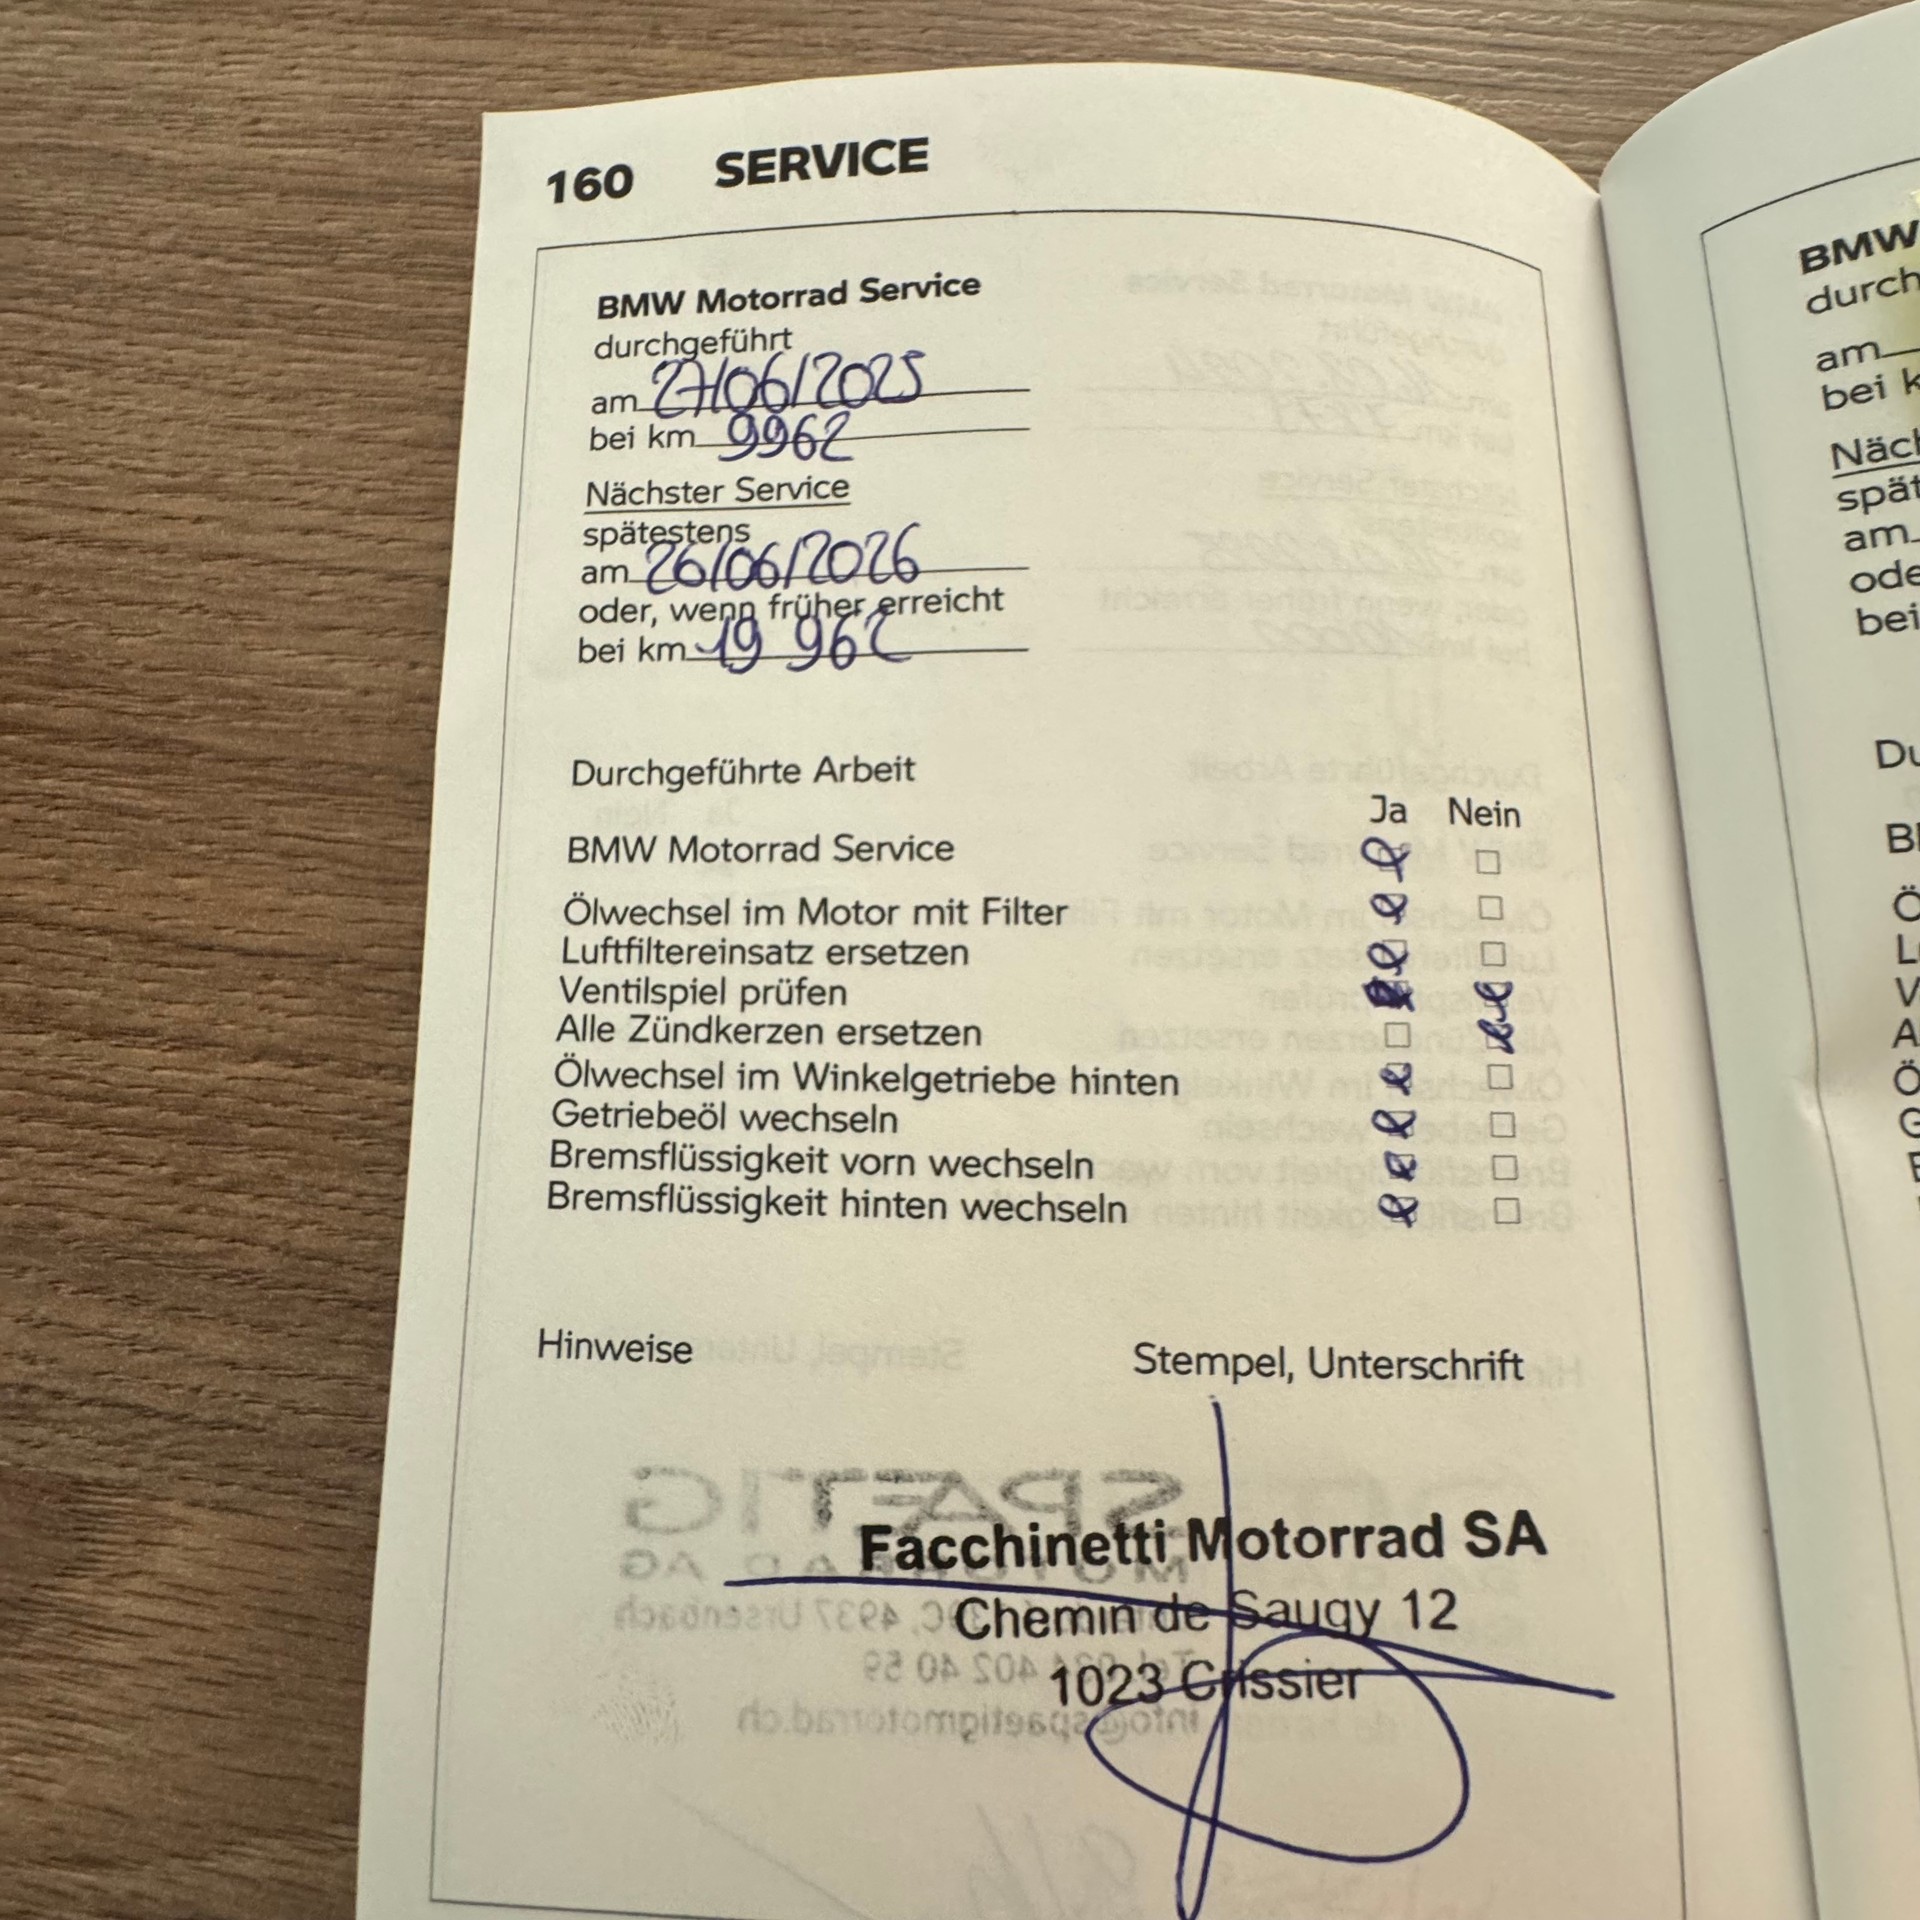 160 SERVICE
BMW Motorrad Service
durchgeführt
am 27/06/2025
bei km 9962
Nächster Service
spätestens
am 26/06/2026
oder, wenn früher erreicht
bei km 19 962
Durchgeführte Arbeit
Ja Nein
BMW Motorrad Service
Ölwechsel im Motor mit Filter
Luftfiltereinsatz ersetzen
Ventilspiel prüfen
Alle Zündkerzen ersetzen
Ölwechsel im Winkelgetriebe hinten
Getriebeöl wechseln
Bremsflüssigkeit vorn wechseln
Bremsflüssigkeit hinten wechseln
Hinweise
Stempel, Unterschrift
Facchinetti Motorrad SA
Chemin de Saugy 12
1023 Crissier
BMW
durch
am
bei k
Näch
spät
am
ode
bei